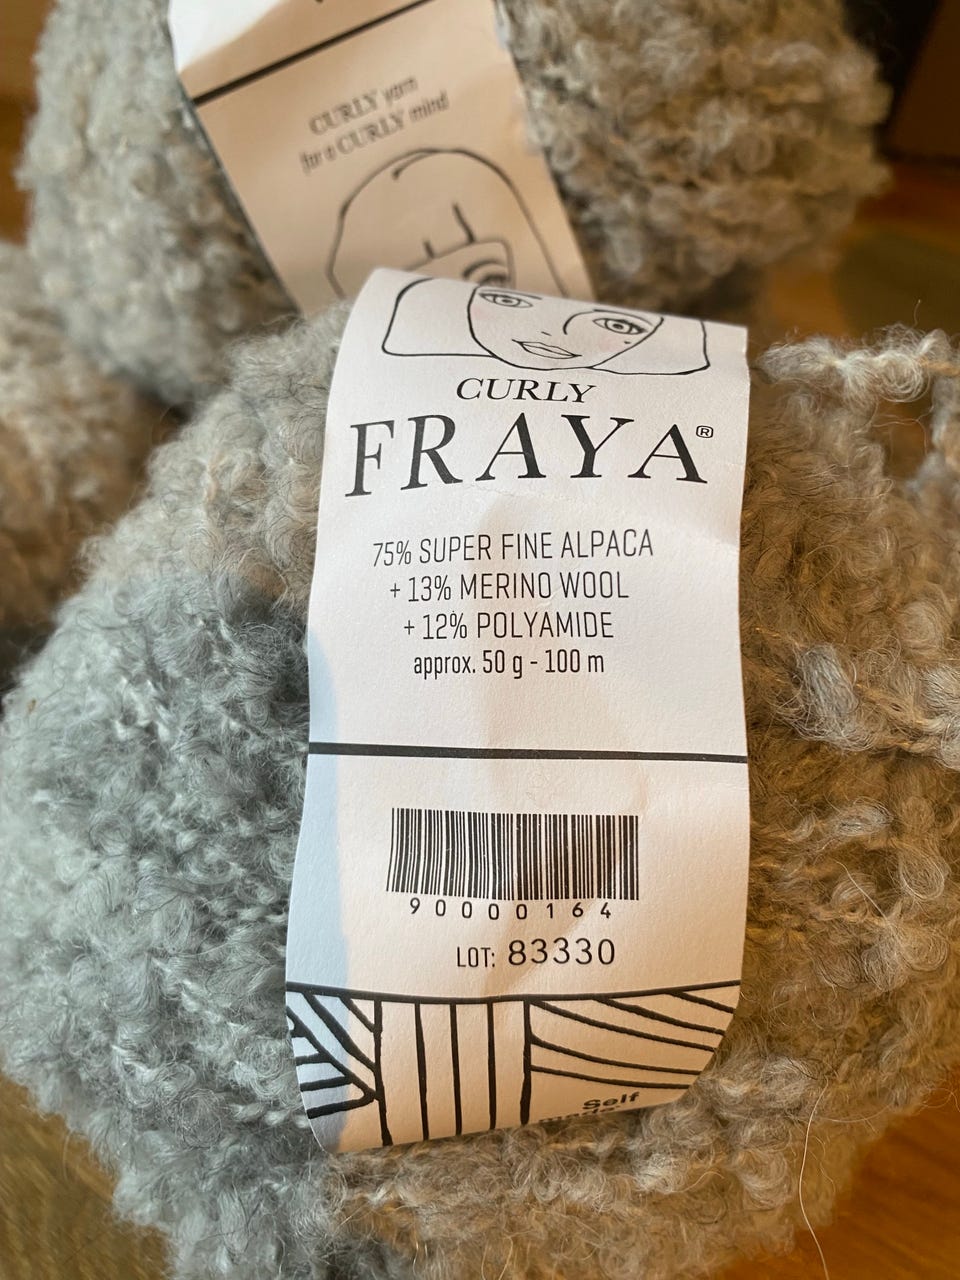 CURLY yarn
for a CURLY mind
CURLY
FRAYA®
75% SUPER FINE ALPACA
+ 13% MERINO WOOL
+ 12% POLYAMIDE
approx. 50 g - 100 m
90000164
LOT: 83330
Self
made